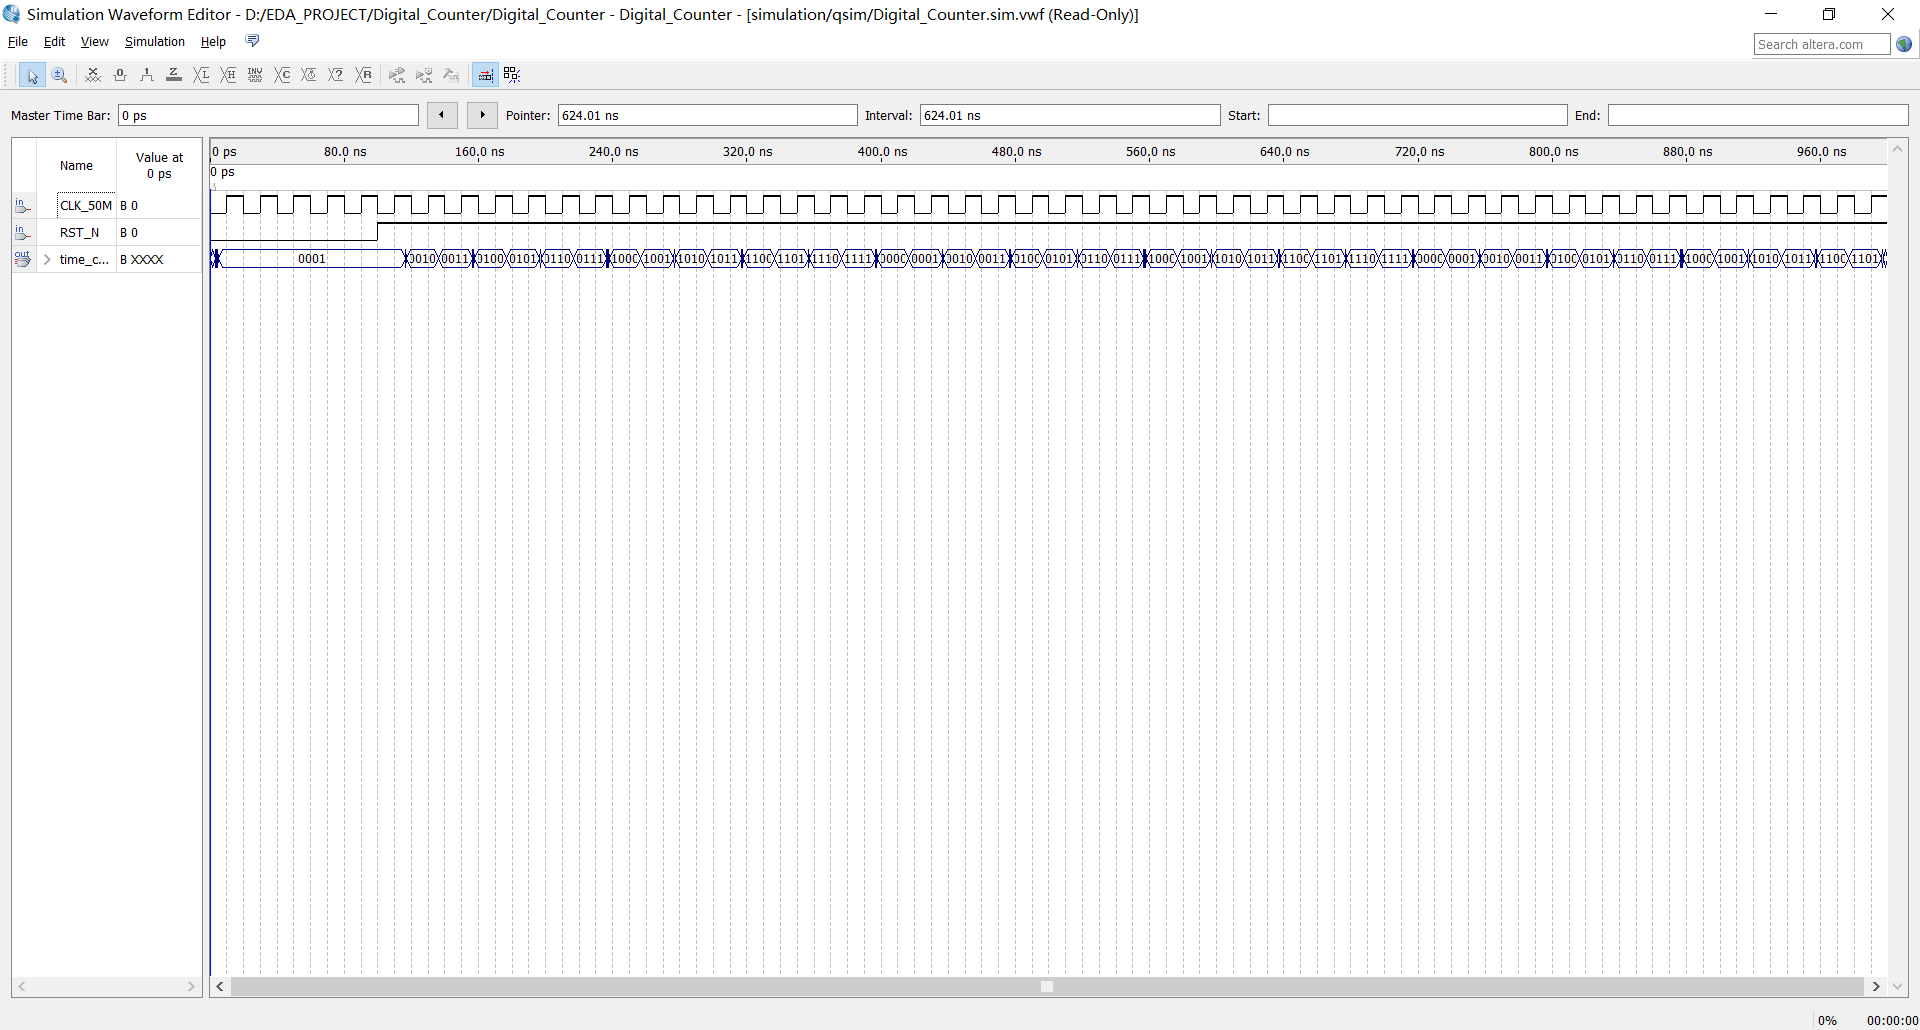 Simulation Waveform Editor - D:/EDA_PROJECT/Digital_Counter/Digital_Counter - Digital_Counter - [simulation/qsim/Digital_Counter.sim.vwf (Read-Only)]
File Edit View Simulation Help
Search altera.com
Master Time Bar: 0 ps Pointer: 624.01 ns Interval: 624.01 ns Start: End:
Name Value at 0 ps
0 ps 80.0 ns 160.0 ns 240.0 ns 320.0 ns 400.0 ns 480.0 ns 560.0 ns 640.0 ns 720.0 ns 800.0 ns 880.0 ns 960.0 ns
0 ps
in CLK_50M B 0
in RST_N B 0
out time_c... B XXXX 0001 0010 0011 0100 0101 0110 0111 1000 1001 1010 1011 1100 1101 1110 1111 0000 0001 0010 0011 0100 0101 0110 0111 1000 1001 1010 1011 1100 1101 1110 1111 0000 0001 0010 0011 0100 0101 0110 0111 1000 1001 1010 1011 1100 1101
0% 00:00:00